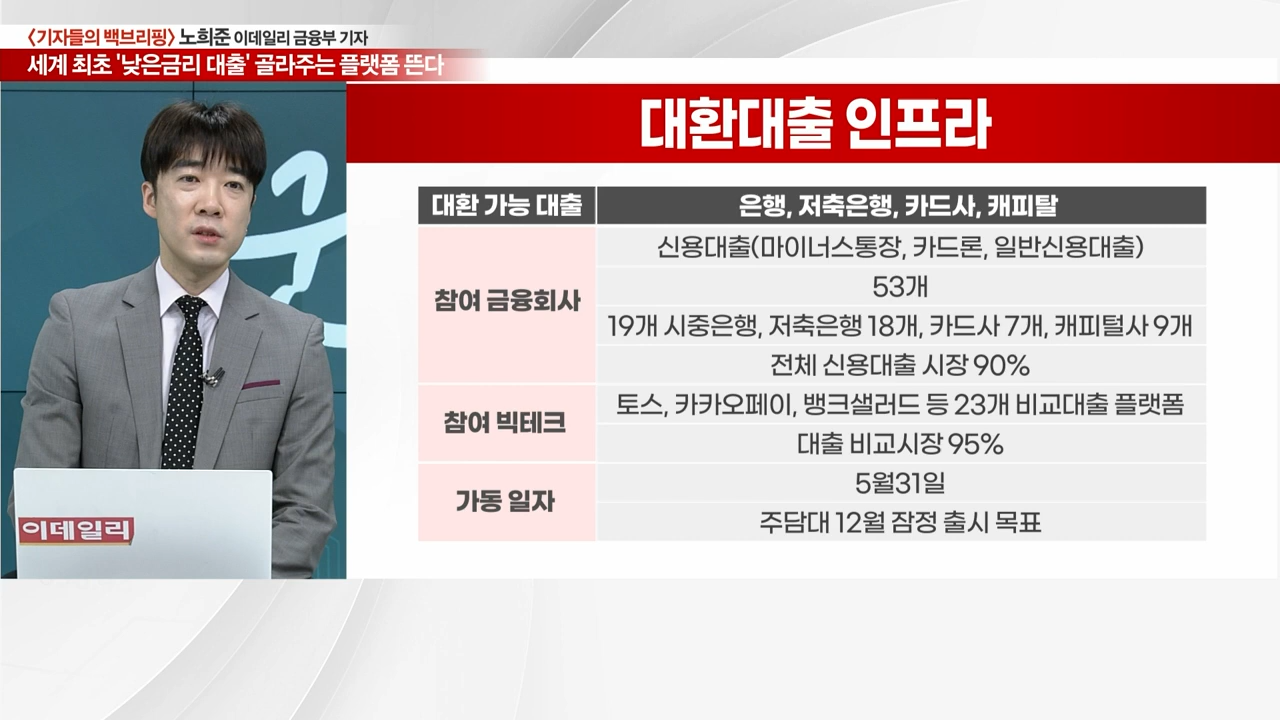 <기자들의 백브리핑> 노희준 이데일리 금융부 기자
세계 최초 '낮은금리 대출' 골라주는 플랫폼 뜬다
대환대출 인프라
대환 가능 대출 은행, 저축은행, 카드사, 캐피탈
참여 금융회사
신용대출(마이너스통장, 카드론, 일반신용대출)
53개
19개 시중은행, 저축은행 18개, 카드사 7개, 캐피털사 9개
전체 신용대출 시장 90%
참여 빅테크
토스, 카카오페이, 뱅크샐러드 등 23개 비교대출 플랫폼
대출 비교시장 95%
가동 일자
5월31일
주담대 12월 잠정 출시 목표
이데일리